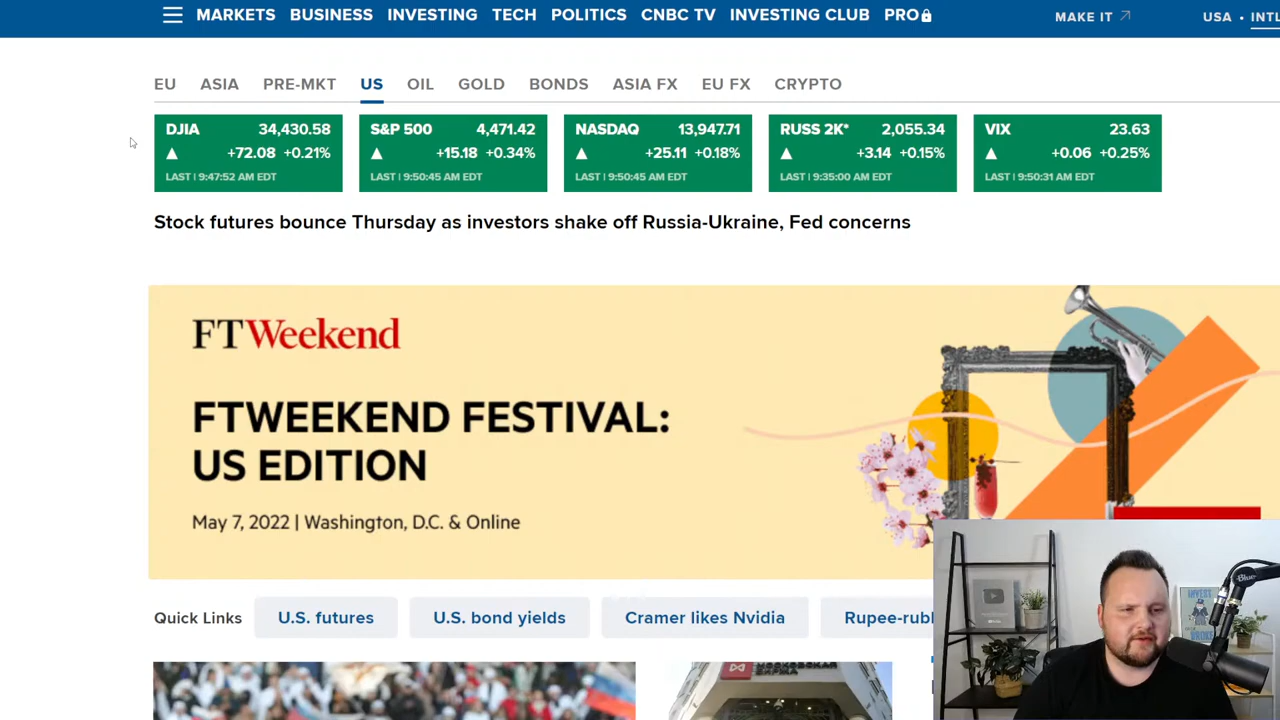 MARKETS BUSINESS INVESTING TECH POLITICS CNBC TV INVESTING CLUB PRO MAKE IT USA • INTL
EU ASIA PRE-MKT US OIL GOLD BONDS ASIA FX EU FX CRYPTO
DJIA 34,430.58
+72.08 +0.21%
LAST | 9:47:52 AM EDT
S&P 500 4,471.42
+15.18 +0.34%
LAST | 9:50:45 AM EDT
NASDAQ 13,947.71
+25.11 +0.18%
LAST | 9:50:45 AM EDT
RUSS 2K* 2,055.34
+3.14 +0.15%
LAST | 9:35:00 AM EDT
VIX 23.63
+0.06 +0.25%
LAST | 9:50:31 AM EDT
Stock futures bounce Thursday as investors shake off Russia-Ukraine, Fed concerns
FTWeekend
FTWEEKEND FESTIVAL:
US EDITION
May 7, 2022 | Washington, D.C. & Online
Quick Links U.S. futures U.S. bond yields Cramer likes Nvidia
Blue
INVEST